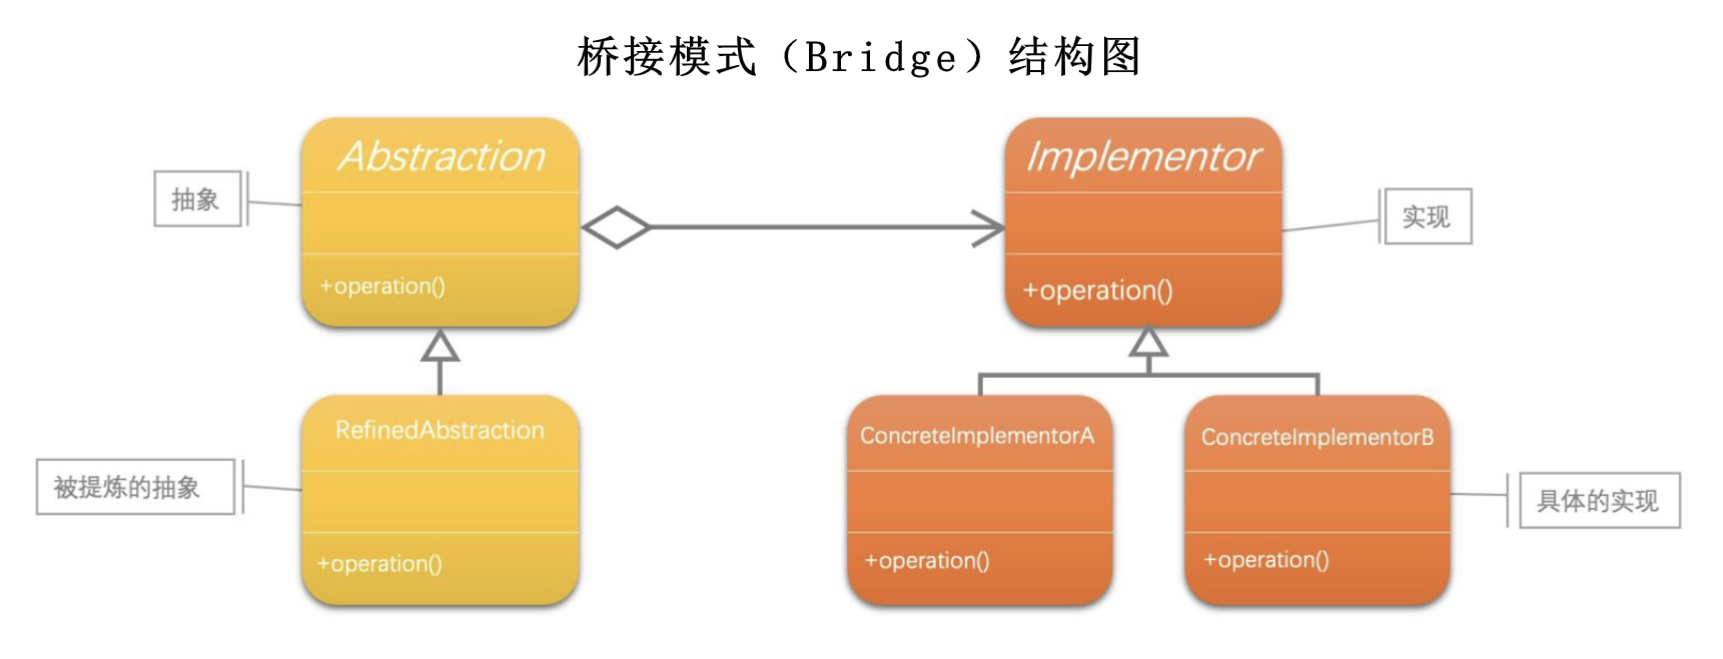 桥接模式（Bridge）结构图
Abstraction
Implementor
抽象
实现
+operation()
+operation()
RefinedAbstraction
ConcreteImplementorA
ConcreteImplementorB
被提炼的抽象
具体的实现
+operation()
+operation()
+operation()